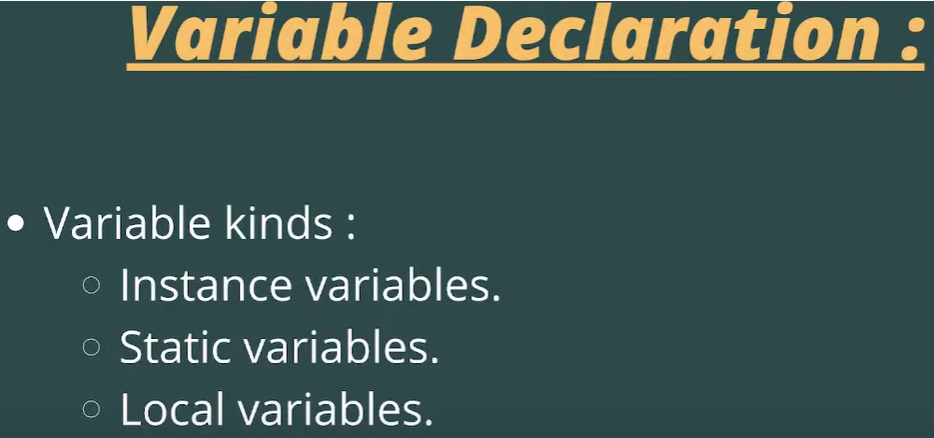 Variable Declaration :
• Variable kinds :
○ Instance variables.
○ Static variables.
○ Local variables.